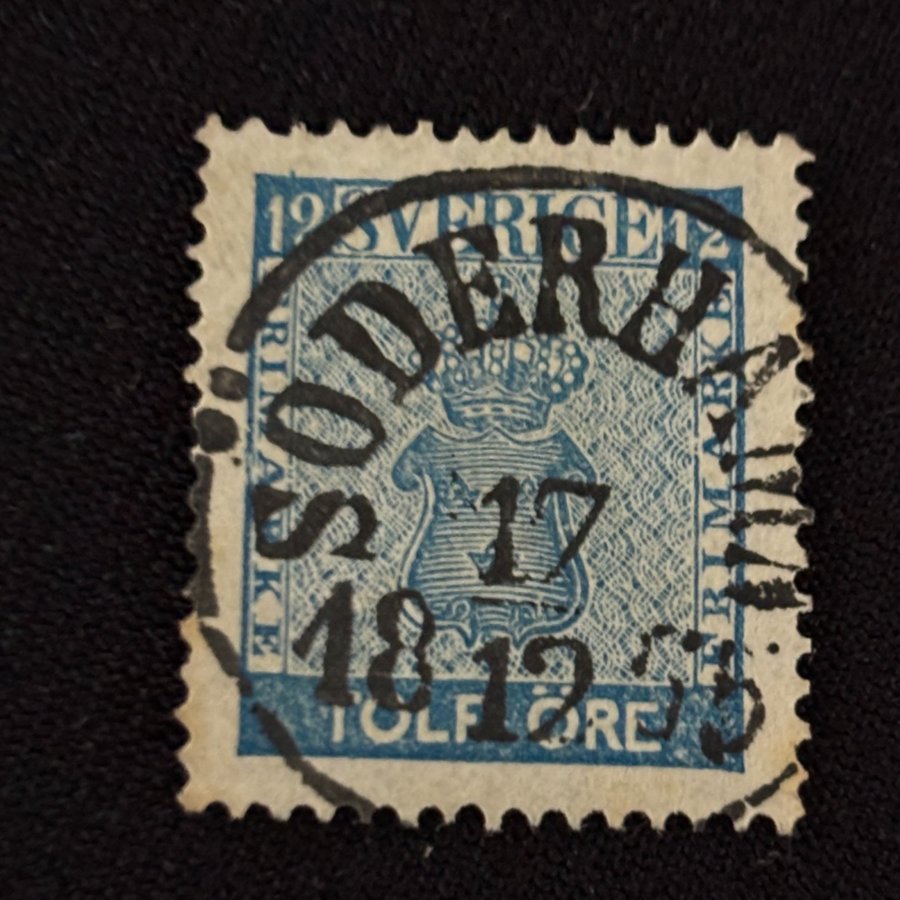 12 SVERIGE 12
FRIMÄRKE
FRIMÄRKE
SÖDERHAMN
17
12
18
TOLF ÖRE